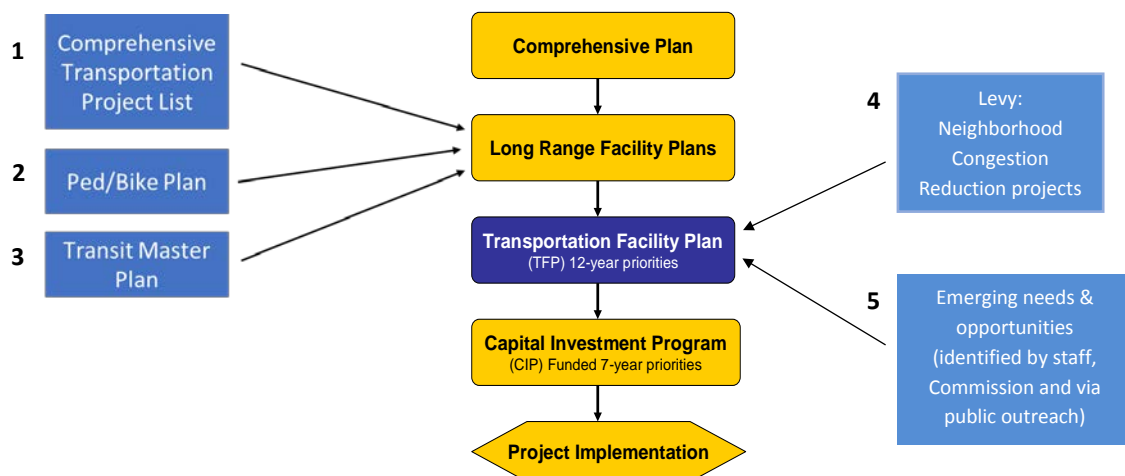 1
Comprehensive
Transportation
Project List
2
Ped/Bike Plan
3
Transit Master
Plan
Comprehensive Plan
Long Range Facility Plans
Transportation Facility Plan
(TFP) 12-year priorities
Capital Investment Program
(CIP) Funded 7-year priorities
Project Implementation
4
Levy:
Neighborhood
Congestion
Reduction projects
5
Emerging needs &
opportunities
(identified by staff,
Commission and via
public outreach)